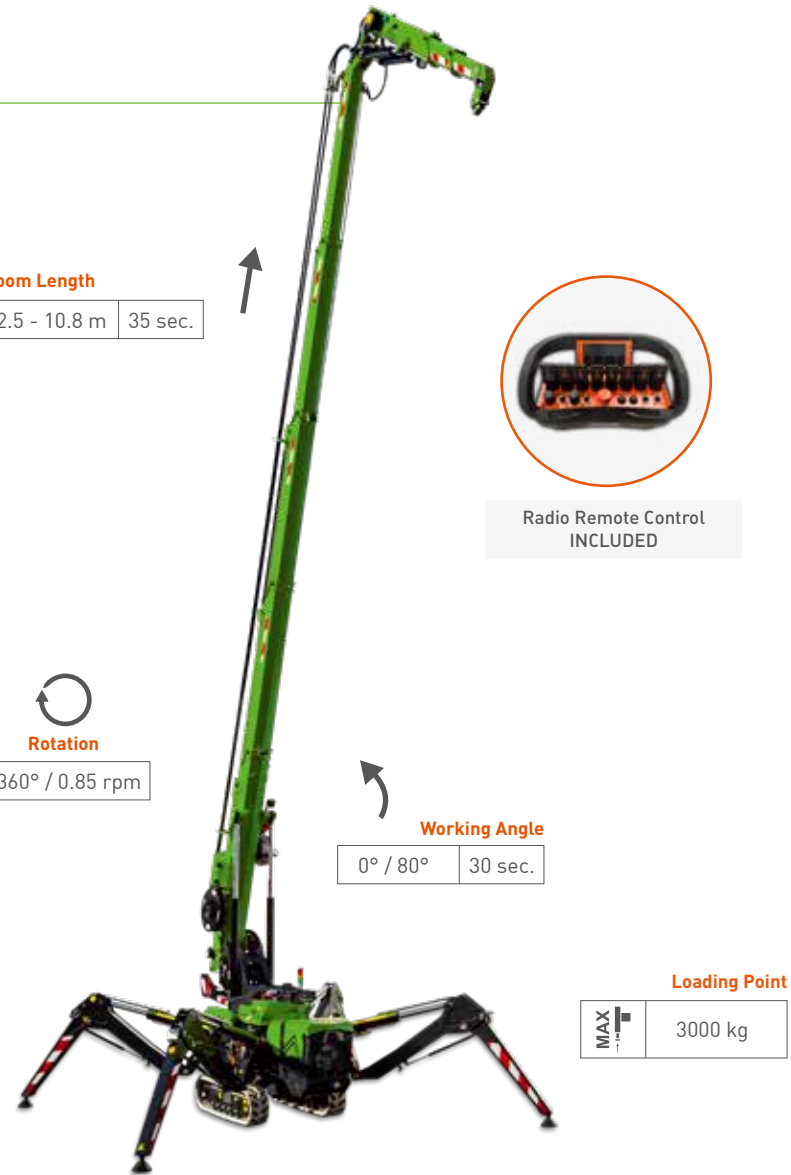 oom Length
2.5 - 10.8 m 35 sec.
Radio Remote Control
INCLUDED
Rotation
360° / 0.85 rpm
Working Angle
0° / 80° 30 sec.
Loading Point
MAX 3000 kg